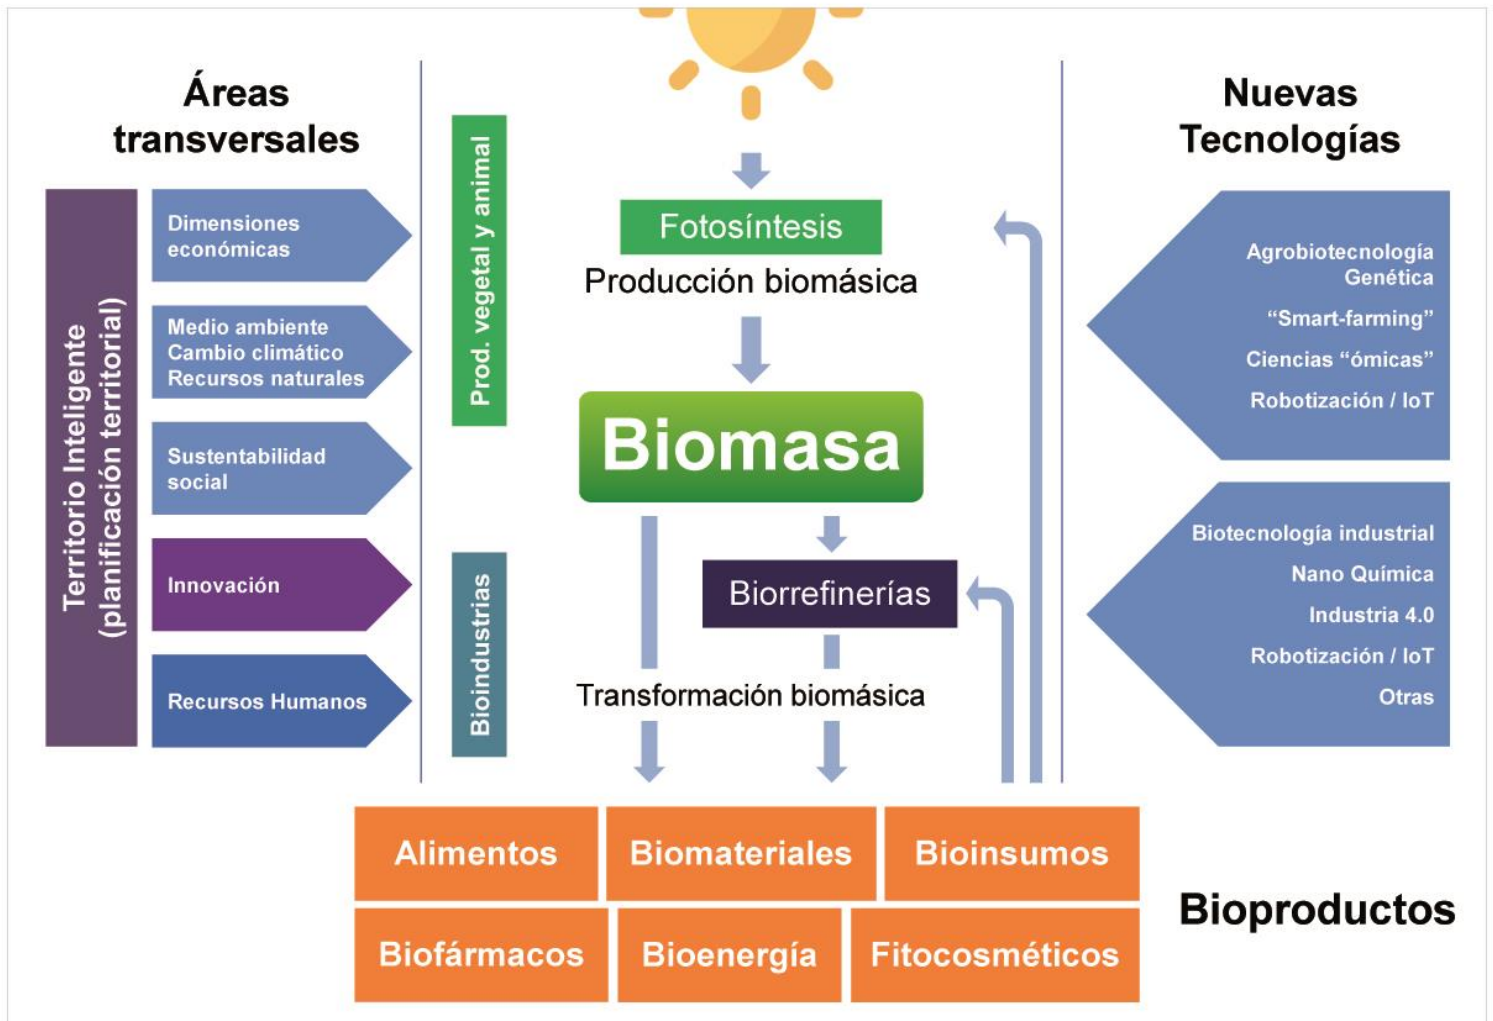 Áreas
transversales
Territorio Inteligente
(planificación territorial)
Dimensiones
económicas
Medio ambiente
Cambio climático
Recursos naturales
Sustentabilidad
social
Innovación
Recursos Humanos
Prod. vegetal y animal
Bioindustrias
Fotosíntesis
Producción biomásica
Biomasa
Biorrefinerías
Transformación biomásica
Nuevas
Tecnologías
Agrobiotecnología
Genética
“Smart-farming”
Ciencias “ómicas”
Robotización / IoT
Biotecnología industrial
Nano Química
Industria 4.0
Robotización / IoT
Otras
Alimentos
Biomateriales
Bioinsumos
Biofármacos
Bioenergía
Fitocosméticos
Bioproductos